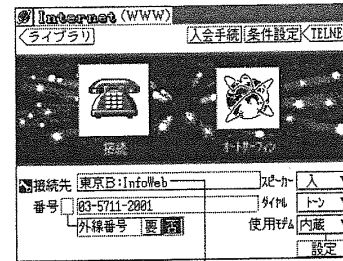 Internet (WWW)
ライブラリ 入会手続 条件設定 TELNE
接続 オートサーフィン
接続先 東京B:InfoWeb スピーカー 入
番号 03-5711-2001 ダイヤル トーン
外線番号 要 否 使用モデム 内蔵
設定